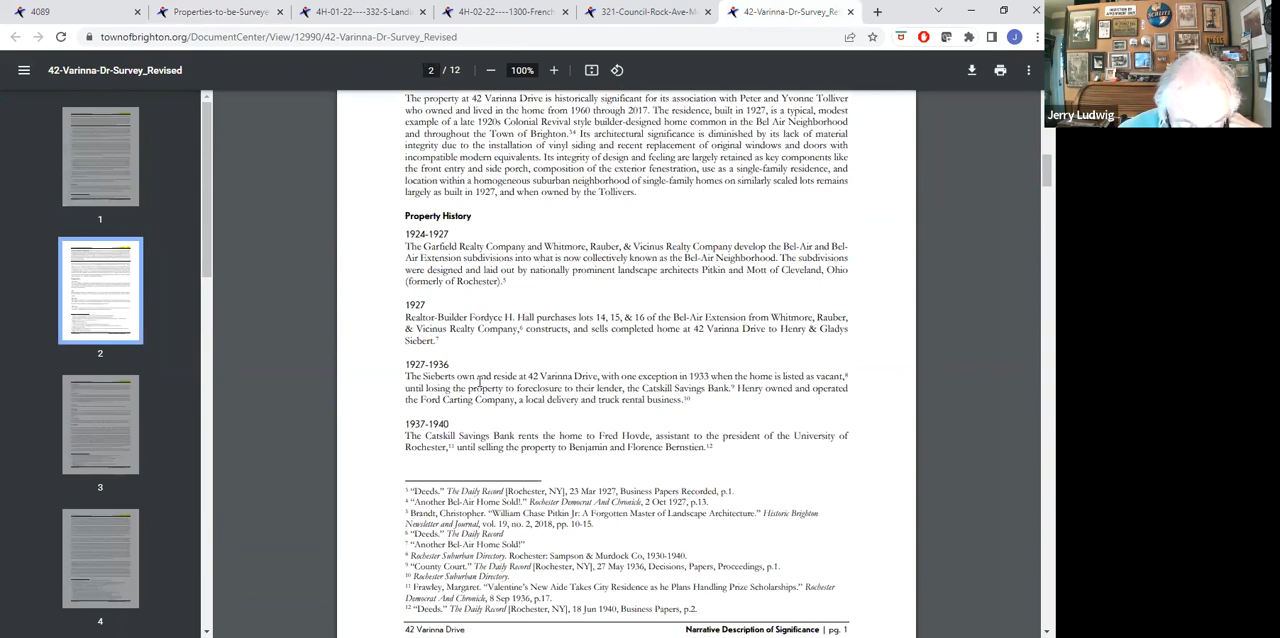 4089
Properties-to-be-Surveye
4H-01-22----332-S-Landi
4H-02-22----1300-French
321-Council-Rock-Ave-M
42-Varinna-Dr-Survey_Re
townofbrighton.org/DocumentCenter/View/12990/42-Varinna-Dr-Survey_Revised
J
42-Varinna-Dr-Survey_Revised
2 / 12
100%
Jerry Ludwig
1
2
3
4
The property at 42 Varinna Drive is historically significant for its association with Peter and Yvonne Tolliver
who owned and lived in the home from 1960 through 2017. The residence, built in 1927, is a typical, modest
example of a late 1920s Colonial Revival style builder-designed home common in the Bel Air Neighborhood
and throughout the Town of Brighton.³⁴ Its architectural significance is diminished by its lack of material
integrity due to the installation of vinyl siding and recent replacement of original windows and doors with
incompatible modern equivalents. Its integrity of design and feeling are largely retained as key components like
the front entry and side porch, composition of the exterior fenestration, use as a single-family residence, and
location within a homogeneous suburban neighborhood of single-family homes on similarly scaled lots remains
largely as built in 1927, and when owned by the Tollivers.
Property History
1924-1927
The Garfield Realty Company and Whitmore, Rauber, & Vicinus Realty Company develop the Bel-Air and Bel-
Air Extension subdivisions into what is now collectively known as the Bel-Air Neighborhood. The subdivisions
were designed and laid out by nationally prominent landscape architects Pitkin and Mott of Cleveland, Ohio
(formerly of Rochester).⁵
1927
Realtor-Builder Fordyce H. Hall purchases lots 14, 15, & 16 of the Bel-Air Extension from Whitmore, Rauber,
& Vicinus Realty Company,⁶ constructs, and sells completed home at 42 Varinna Drive to Henry & Gladys
Siebert.⁷
1927-1936
The Sieberts own and reside at 42 Varinna Drive, with one exception in 1933 when the home is listed as vacant,⁸
until losing the property to foreclosure to their lender, the Catskill Savings Bank.⁹ Henry owned and operated
the Ford Carting Company, a local delivery and truck rental business.¹⁰
1937-1940
The Catskill Savings Bank rents the home to Fred Hovde, assistant to the president of the University of
Rochester,¹¹ until selling the property to Benjamin and Florence Bernstien.¹²
³ “Deeds.” The Daily Record [Rochester, NY], 23 Mar 1927, Business Papers Recorded, p.1.
⁴ “Another Bel-Air Home Sold!.” Rochester Democrat And Chronicle, 2 Oct 1927, p.13.
⁵ Brandt, Christopher. “William Chase Pitkin Jr: A Forgotten Master of Landscape Architecture.” Historic Brighton
Newsletter and Journal, vol. 19, no. 2, 2018, pp. 10-15.
⁶ “Deeds.” The Daily Record
⁷ “Another Bel-Air Home Sold!”
⁸ Rochester Suburban Directory. Rochester: Sampson & Murdock Co, 1930-1940.
⁹ “County Court.” The Daily Record [Rochester, NY], 27 May 1936, Decisions, Papers, Proceedings, p.1.
¹⁰ Rochester Suburban Directory.
¹¹ Frawley, Margaret. “Valentine’s New Aide Takes City Residence as he Plans Handling Prize Scholarships.” Rochester
Democrat And Chronicle, 8 Sep 1936, p.17.
¹² “Deeds.” The Daily Record [Rochester, NY], 18 Jun 1940, Business Papers, p.2.
42 Varinna Drive
Narrative Description of Significance | pg. 1